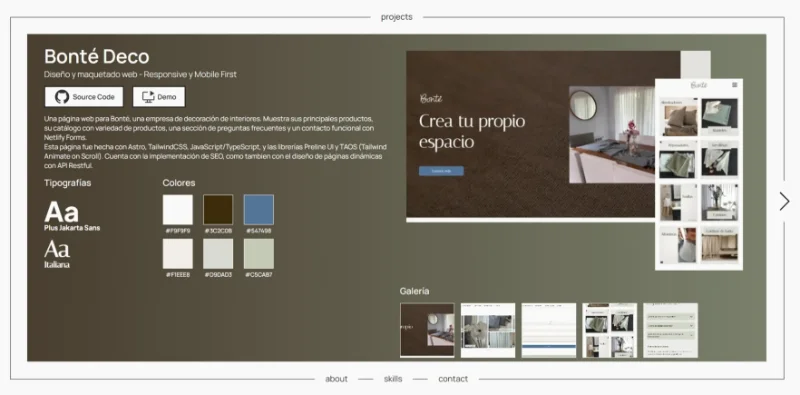 projects
Bonté Deco
Diseño y maquetado web - Responsive y Mobile First
Source Code
Demo
Una página web para Bonté, una empresa de decoración de interiores. Muestra sus principales productos,
su catálogo con variedad de productos, una sección de preguntas frecuentes y un contacto funcional con
Netlify Forms.
Esta página fue hecha con Astro, TailwindCSS, JavaScript/TypeScript, y las librerías Preline UI y TAOS (Tailwind
Animate on Scroll). Cuenta con la implementación de SEO, como tambien con el diseño de páginas dinámicas
con API Restful.
Tipografías
Colores
Aa
Plus Jakarta Sans
Aa
Italiana
#F9F9F9
#3C2C0B
#547498
#F1EEE8
#D9DAD3
#C5CAB7
Bonté
Crea tu propio
espacio
Bonté
Galería
about
skills
contact